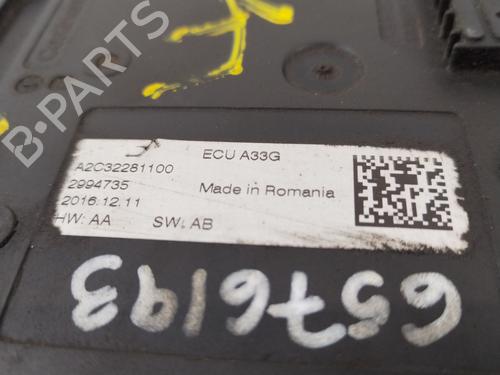 B-PARTS
ECU A33G
A2C32281100
2994735
Made in Romania
2016.12.11
HW: AA SW: AB
6576193